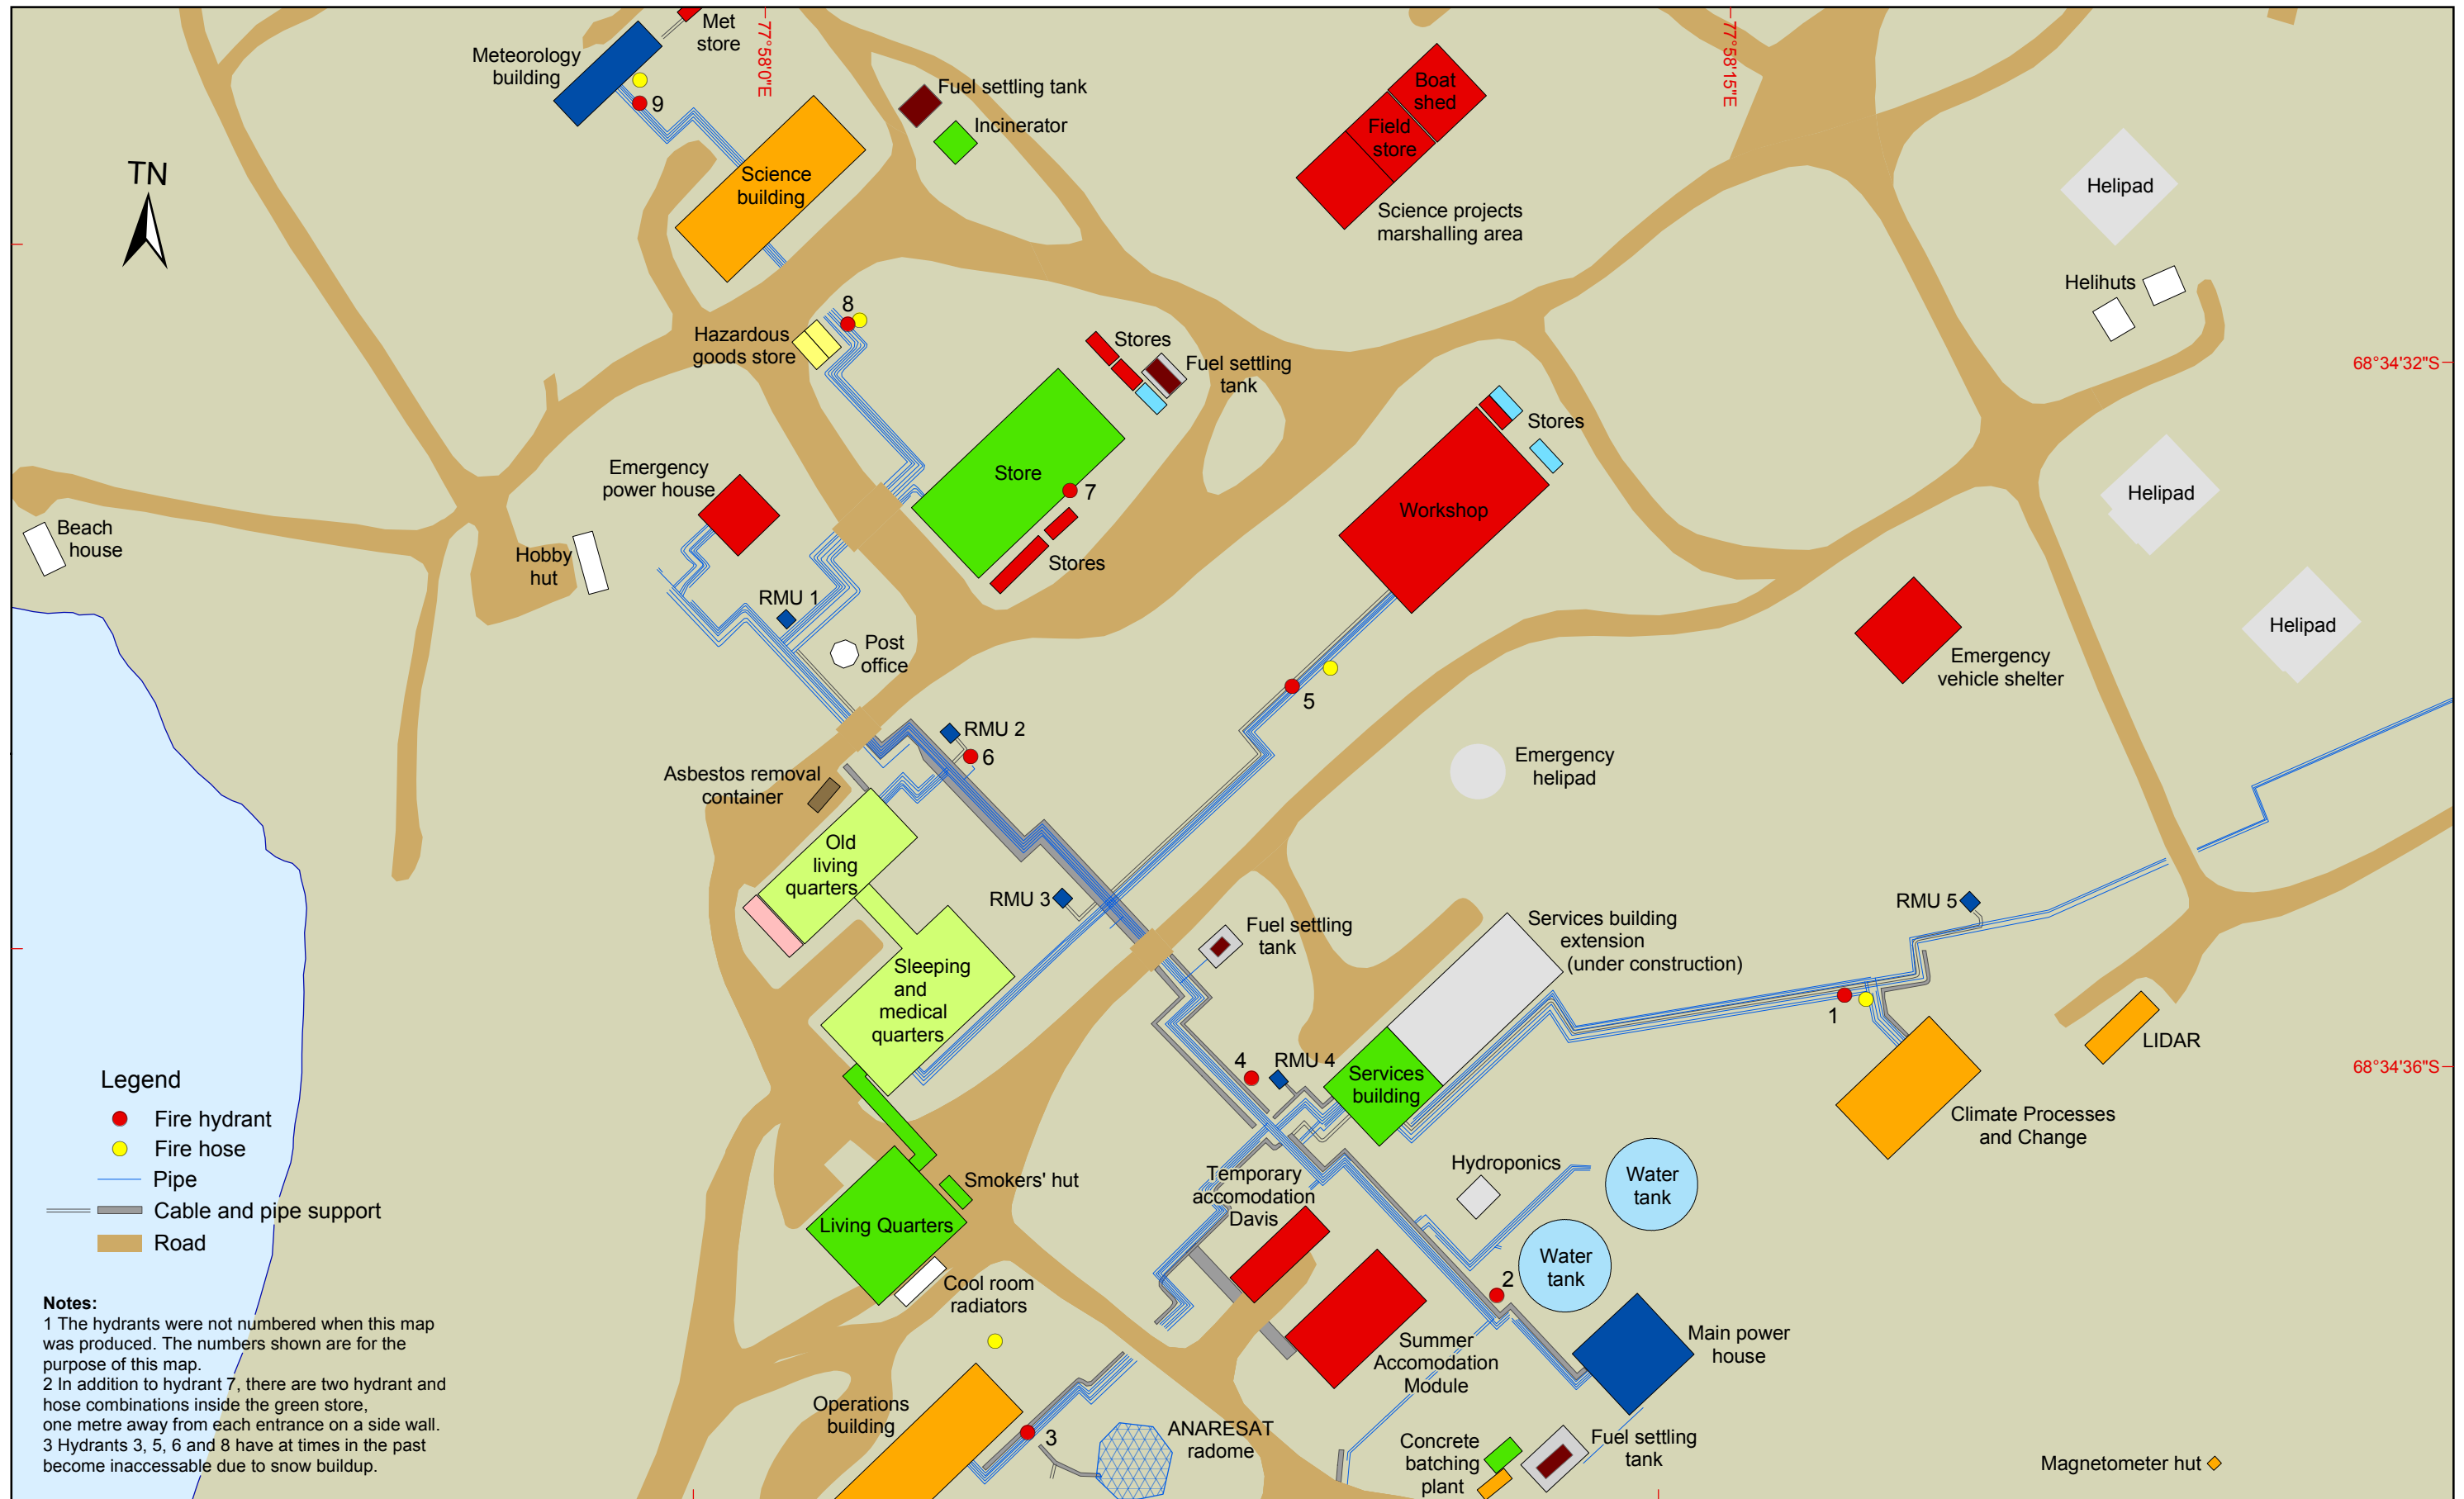 Met
store
77°58'0"E
77°58'15"E
Meteorology
building
9
Fuel settling tank
Incinerator
Boat
shed
Field
store
Science projects
marshalling area
TN
Science
building
Helipad
Helihuts
8
Hazardous
goods store
Stores
Fuel settling
tank
68°34'32"S
Stores
Emergency
power house
Store
7
Workshop
Helipad
Beach
house
Hobby
hut
Stores
RMU 1
Post
office
Helipad
Emergency
vehicle shelter
5
RMU 2
6
Emergency
helipad
Asbestos removal
container
Old
living
quarters
RMU 3
RMU 5
Fuel settling
tank
Services building
extension
(under construction)
Sleeping
and
medical
quarters
1
LIDAR
4
RMU 4
Services
building
68°34'36"S
Climate Processes
and Change
Legend
Fire hydrant
Fire hose
Pipe
Cable and pipe support
Road
Smokers' hut
Temporary
accomodation
Davis
Hydroponics
Water
tank
Living Quarters
Water
tank
2
Cool room
radiators
Main power
house
Summer
Accomodation
Module
Notes:
1 The hydrants were not numbered when this map
was produced. The numbers shown are for the
purpose of this map.
2 In addition to hydrant 7, there are two hydrant and
hose combinations inside the green store,
one metre away from each entrance on a side wall.
3 Hydrants 3, 5, 6 and 8 have at times in the past
become inaccessable due to snow buildup.
Operations
building
3
ANARESAT
radome
Concrete
batching
plant
Fuel settling
tank
Magnetometer hut